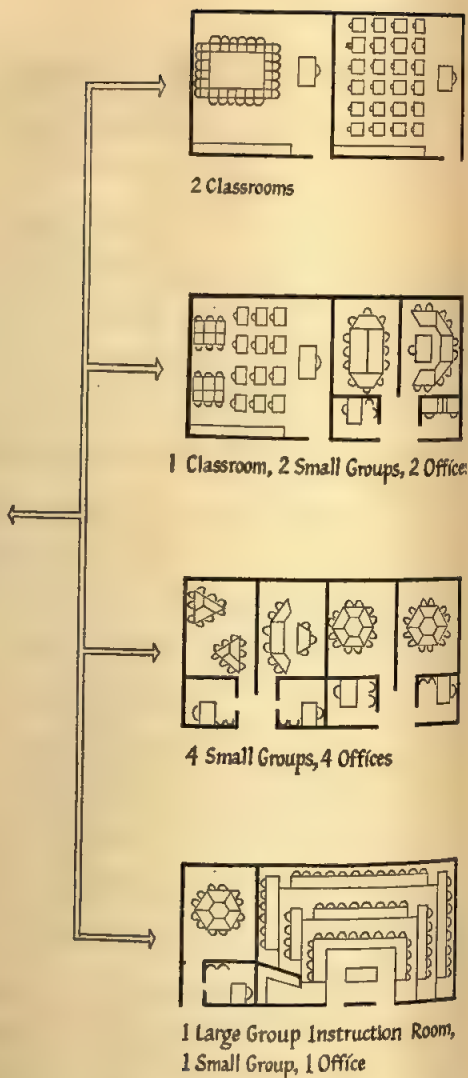 2 Classrooms
1 Classroom, 2 Small Groups, 2 Offices
4 Small Groups, 4 Offices
1 Large Group Instruction Room,
1 Small Group, 1 Office